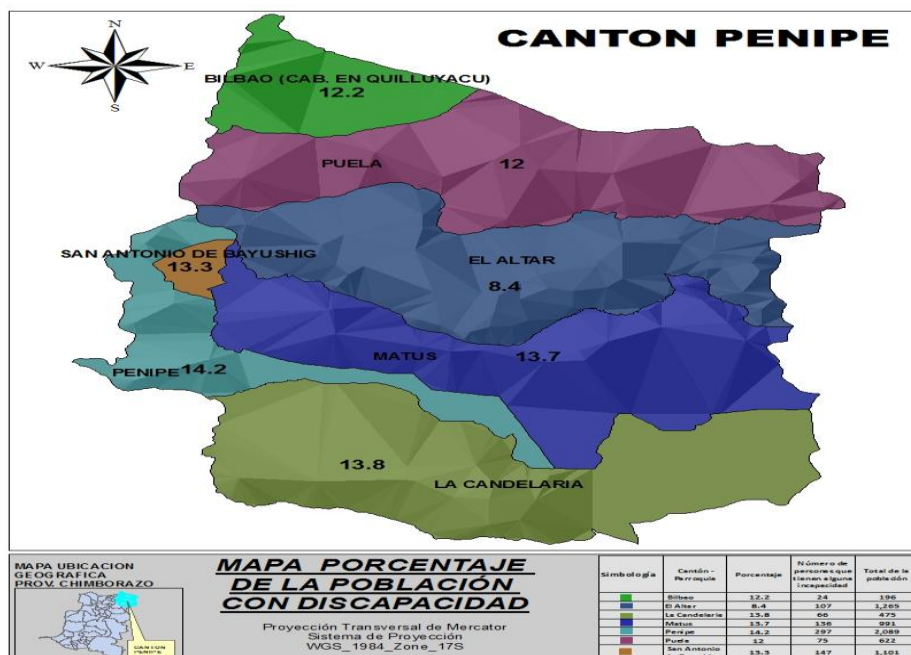 CANTON PENIPE
N
W E
S
BILBAO (CAB. EN QUILLUYACU)
12.2
PUELA 12
SAN ANTONIO DE BAYUSHIG
13.3
EL ALTAR
8.4
MATUS 13.7
PENIPE 14.2
13.8
LA CANDELARIA
MAPA UBICACION
GEOGRAFICA
PROV. CHIMBORAZO
CANTON
PENIPE
MAPA PORCENTAJE
DE LA POBLACIÓN
CON DISCAPACIDAD
Proyección Transversal de Mercator
Sistema de Proyección
WGS_1984_Zone_17S
Simbología Cantón - Parroquia Porcentaje Número de personas que tienen alguna incapacidad Total de la población
Bilbao 12.2 24 196
El Altar 8.4 107 1,265
La Candelaria 13.8 66 475
Matus 13.7 136 991
Penipe 14.2 297 2,089
Puela 12 75 622
San Antonio 13.3 147 1,101